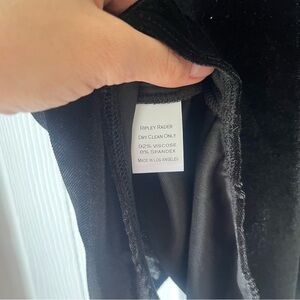 RIPLEY RADER
DRY CLEAN ONLY
92% VISCOSE
8% SPANDEX
MADE IN LOS ANGELES